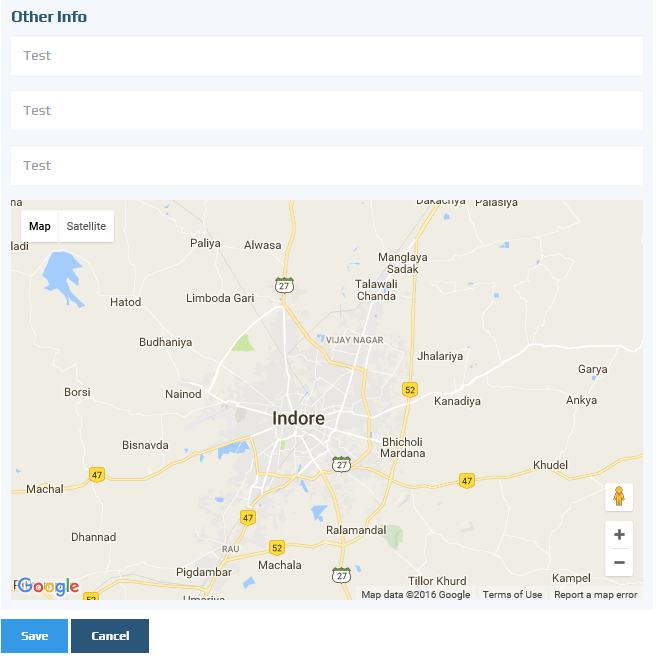 Other Info
Test
Test
Test
na
Dakachya Palasiya
Map Satellite
ladi
Paliya Alwasa
Manglaya
Sadak
27
Talawali
Chanda
Hatod
Limboda Gari
Budhaniya
VIJAY NAGAR
Jhalariya
Garya
Borsi
Nainod
52
Kanadiya
Ankya
Indore
Bisnavda
Bhicholi
Mardana
27
Khudel
47
47
Machal
47
Ralamandal
Dhannad
RAU
52
Machala
Pigdambar
27
Tillor Khurd
Kampel
Google
52
Umariya
Map data ©2016 Google Terms of Use Report a map error
Save Cancel